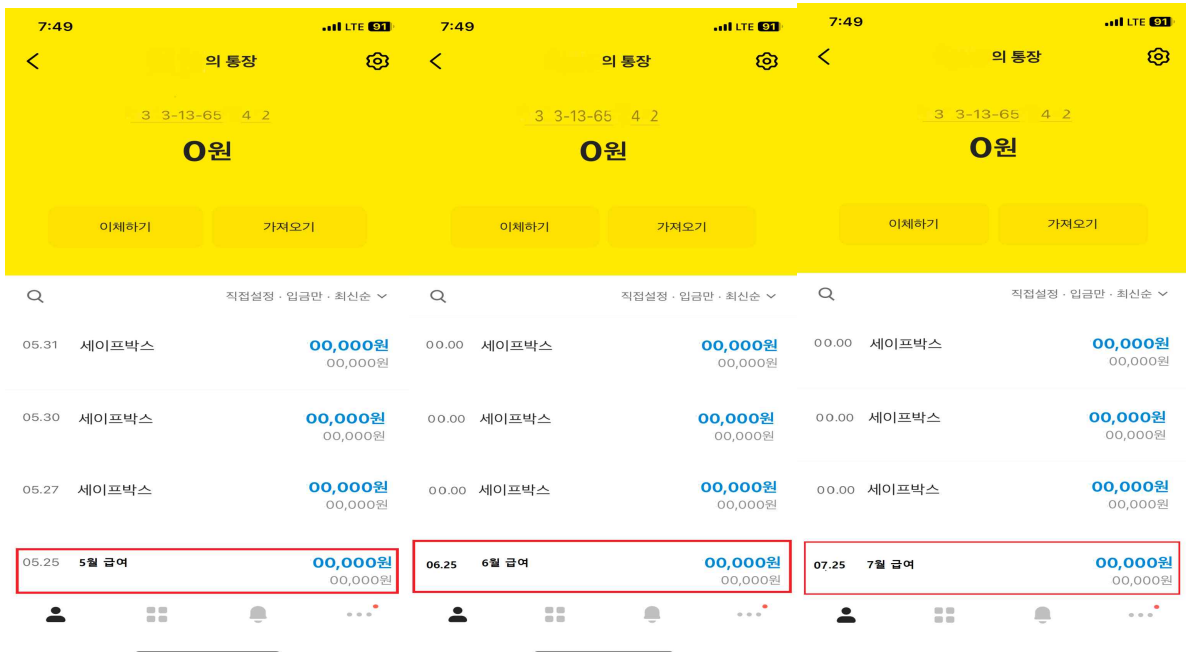 7:49 LTE 91
의 통장
3 3-13-65 4 2
0원
이체하기 가져오기
직접설정 · 입금만 · 최신순
05.31 세이프박스 00,000원
00,000원
05.30 세이프박스 00,000원
00,000원
05.27 세이프박스 00,000원
00,000원
05.25 5월 급여 00,000원
00,000원
7:49 LTE 91
의 통장
3 3-13-65 4 2
0원
이체하기 가져오기
직접설정 · 입금만 · 최신순
00.00 세이프박스 00,000원
00,000원
00.00 세이프박스 00,000원
00,000원
00.00 세이프박스 00,000원
00,000원
06.25 6월 급여 00,000원
00,000원
7:49 LTE 91
의 통장
3 3-13-65 4 2
0원
이체하기 가져오기
직접설정 · 입금만 · 최신순
00.00 세이프박스 00,000원
00,000원
00.00 세이프박스 00,000원
00,000원
00.00 세이프박스 00,000원
00,000원
07.25 7월 급여 00,000원
00,000원